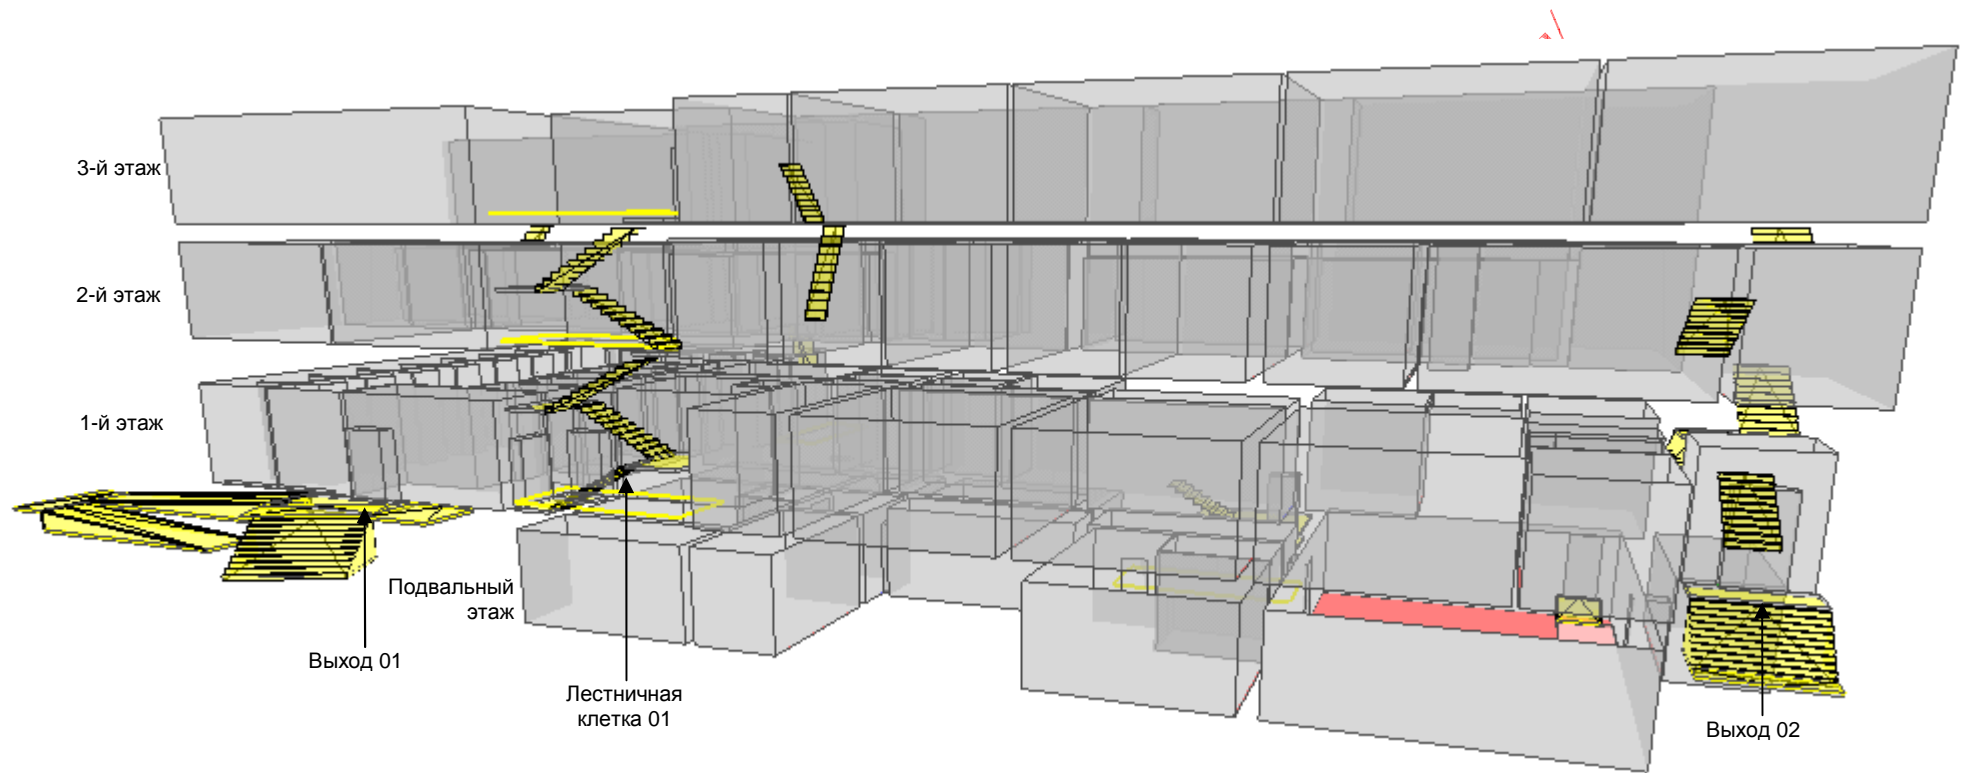 3-й этаж
2-й этаж
1-й этаж
Подвальный
этаж
Выход 01
Лестничная
клетка 01
Выход 02